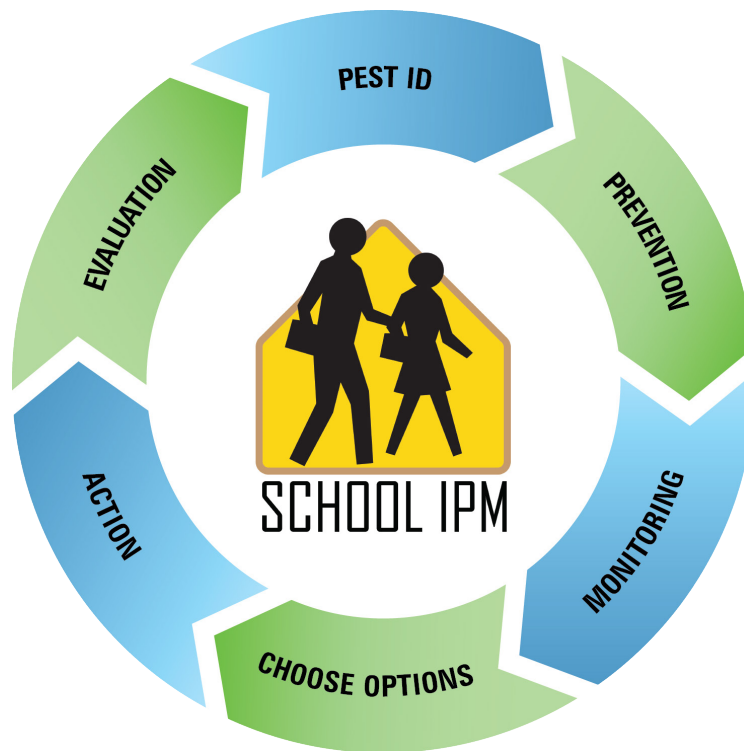 PEST ID
PREVENTION
MONITORING
CHOOSE OPTIONS
ACTION
EVALUATION
SCHOOL IPM